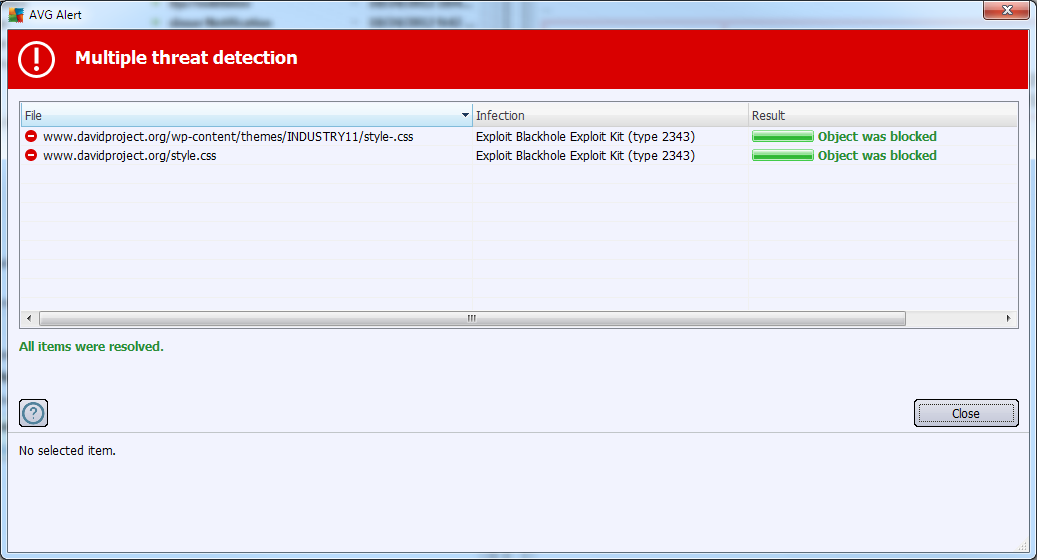 AVG Alert
Multiple threat detection
File Infection Result
www.davidproject.org/wp-content/themes/INDUSTRY11/style-.css Exploit Blackhole Exploit Kit (type 2343) Object was blocked
www.davidproject.org/style.css Exploit Blackhole Exploit Kit (type 2343) Object was blocked
All items were resolved.
?
Close
No selected item.